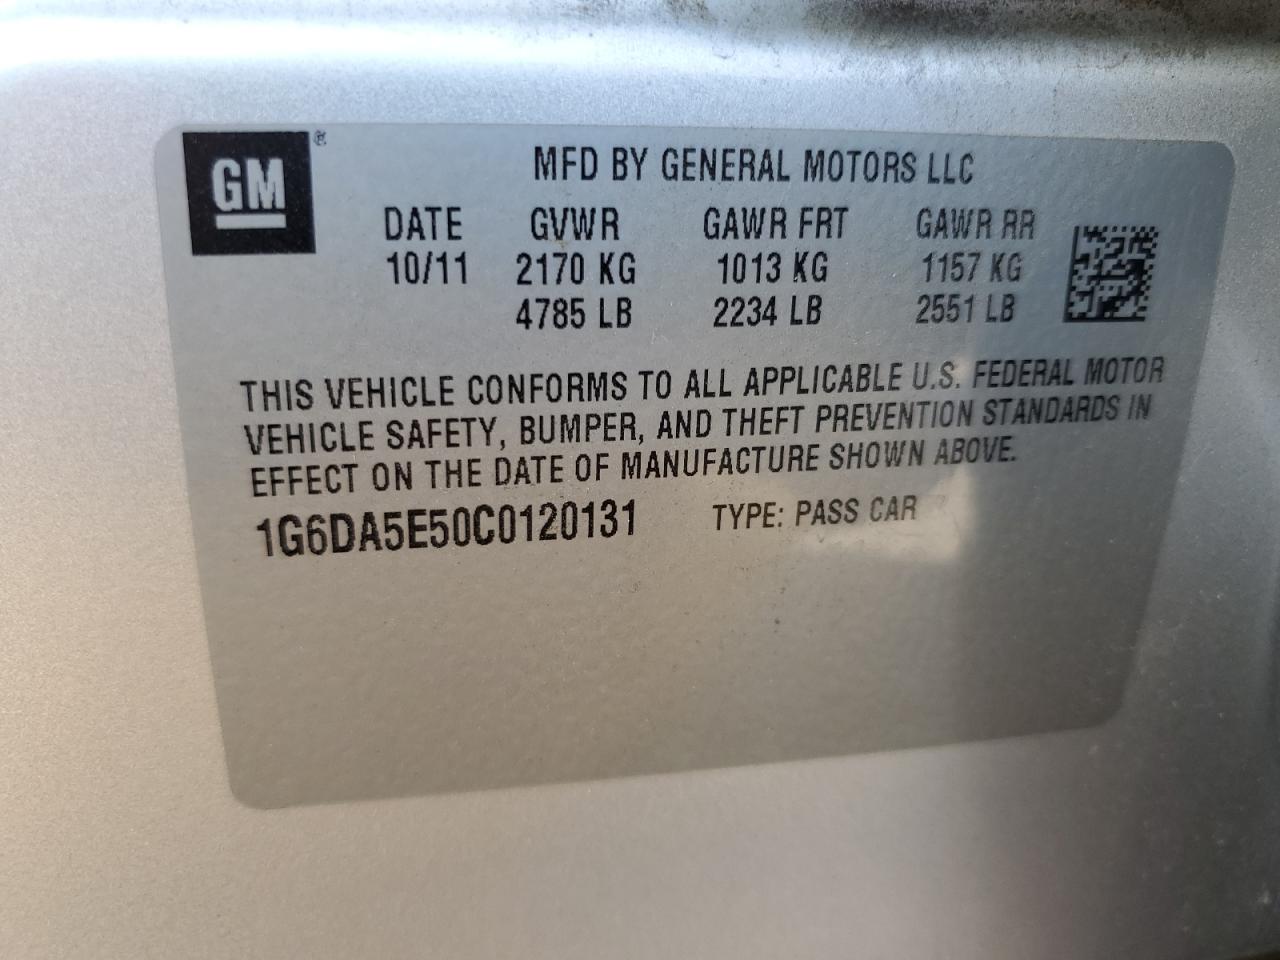 GM ®
MFD BY GENERAL MOTORS LLC
DATE GVWR GAWR FRT GAWR RR
10/11 2170 KG 1013 KG 1157 KG
4785 LB 2234 LB 2551 LB
THIS VEHICLE CONFORMS TO ALL APPLICABLE U.S. FEDERAL MOTOR
VEHICLE SAFETY, BUMPER, AND THEFT PREVENTION STANDARDS IN
EFFECT ON THE DATE OF MANUFACTURE SHOWN ABOVE.
1G6DA5E50C0120131 TYPE: PASS CAR